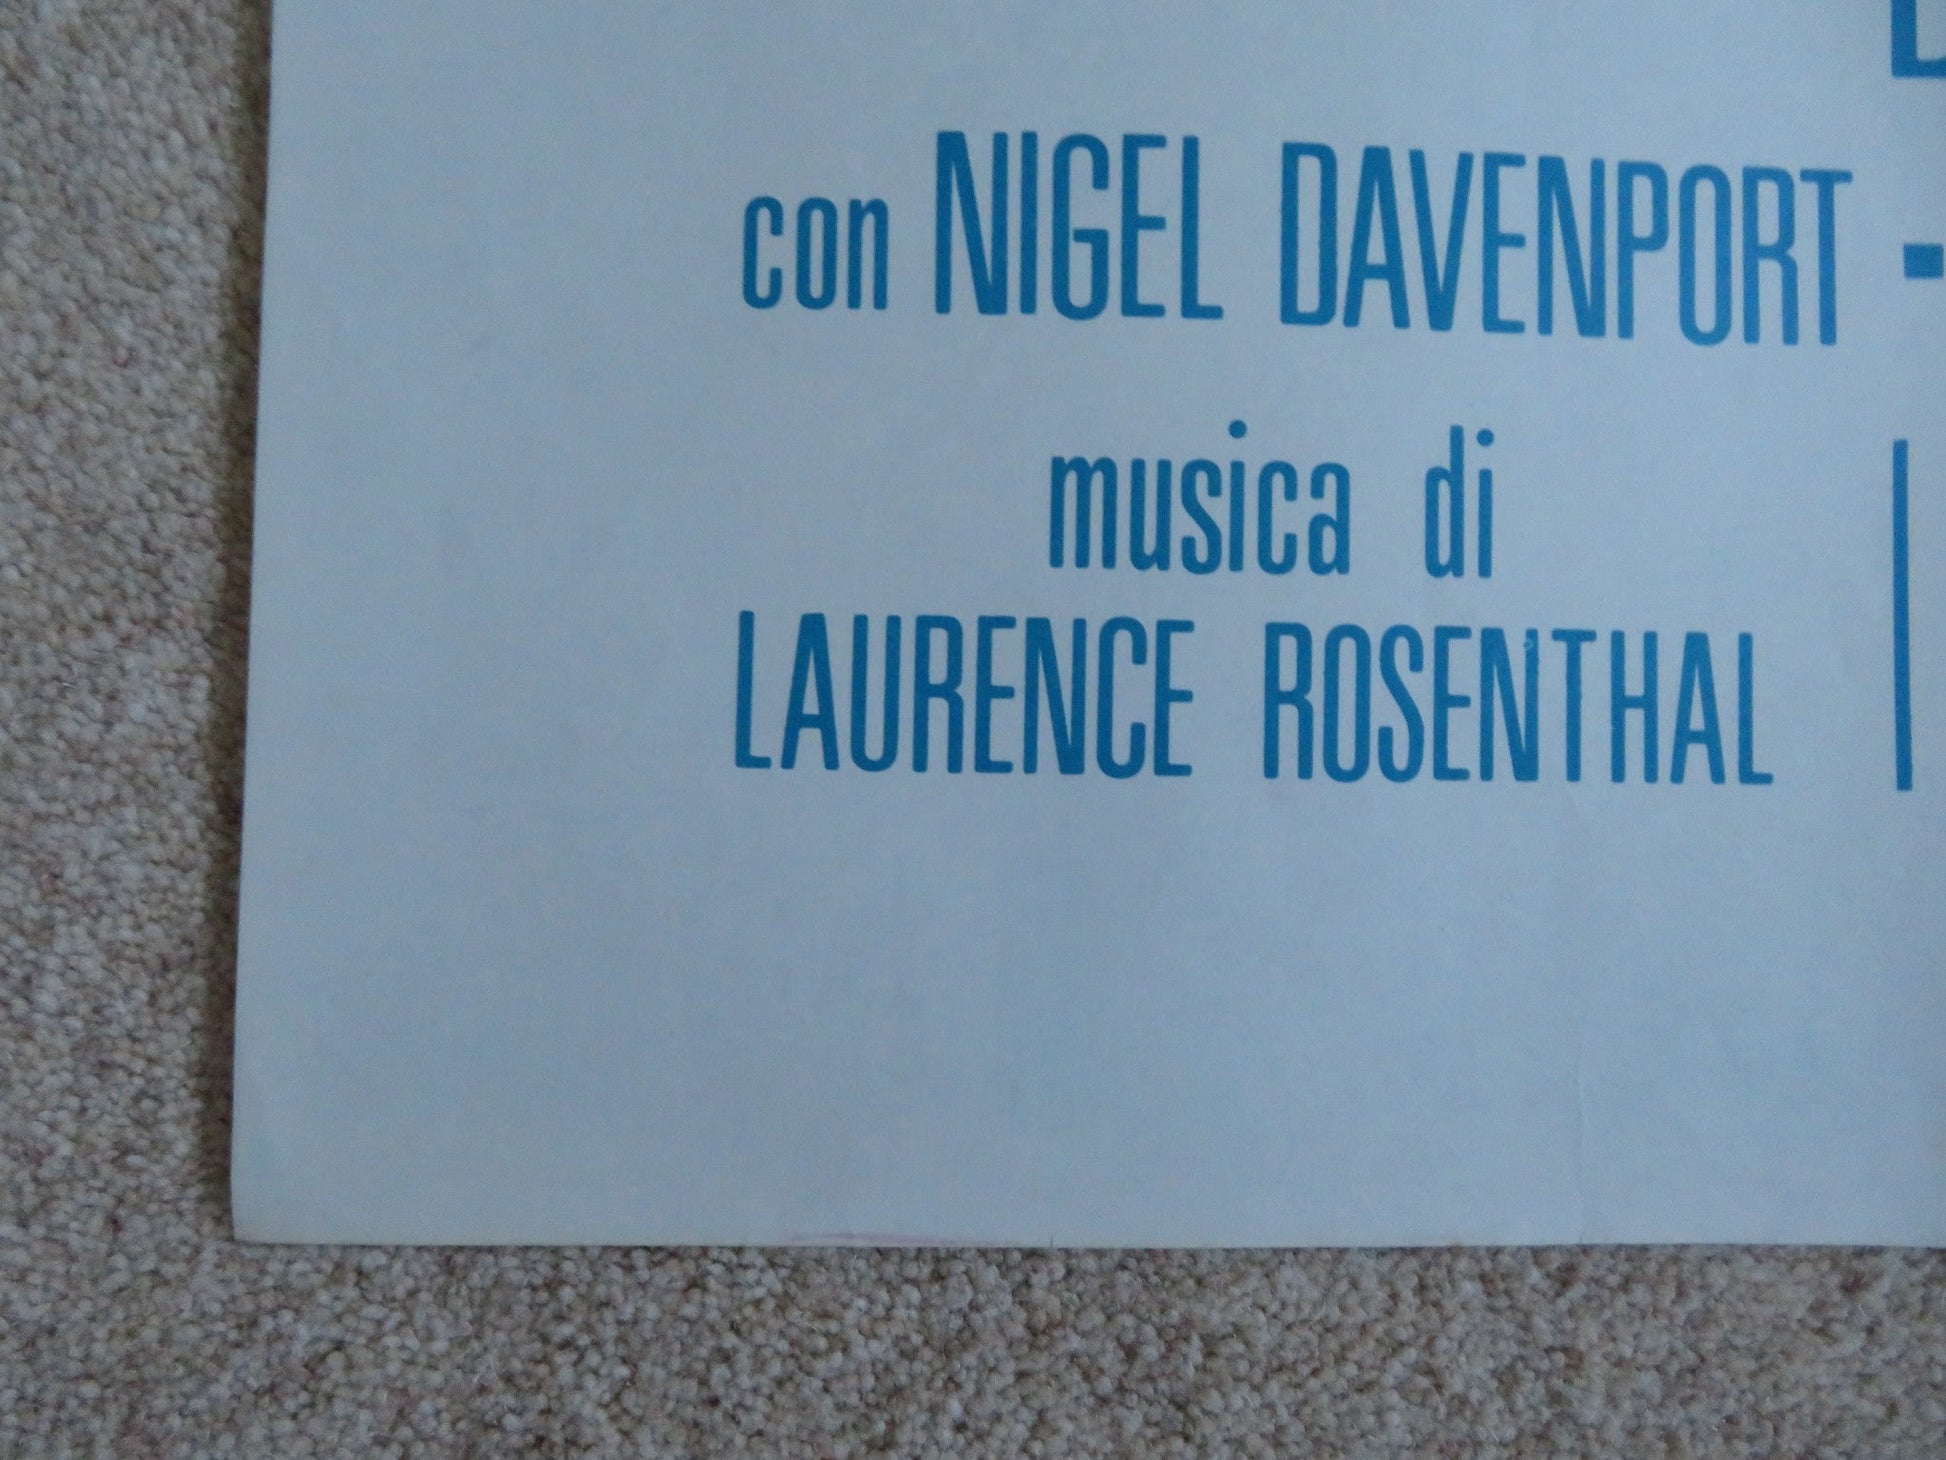 con NIGEL DAVENPORT -
musica di
LAURENCE ROSENTHAL